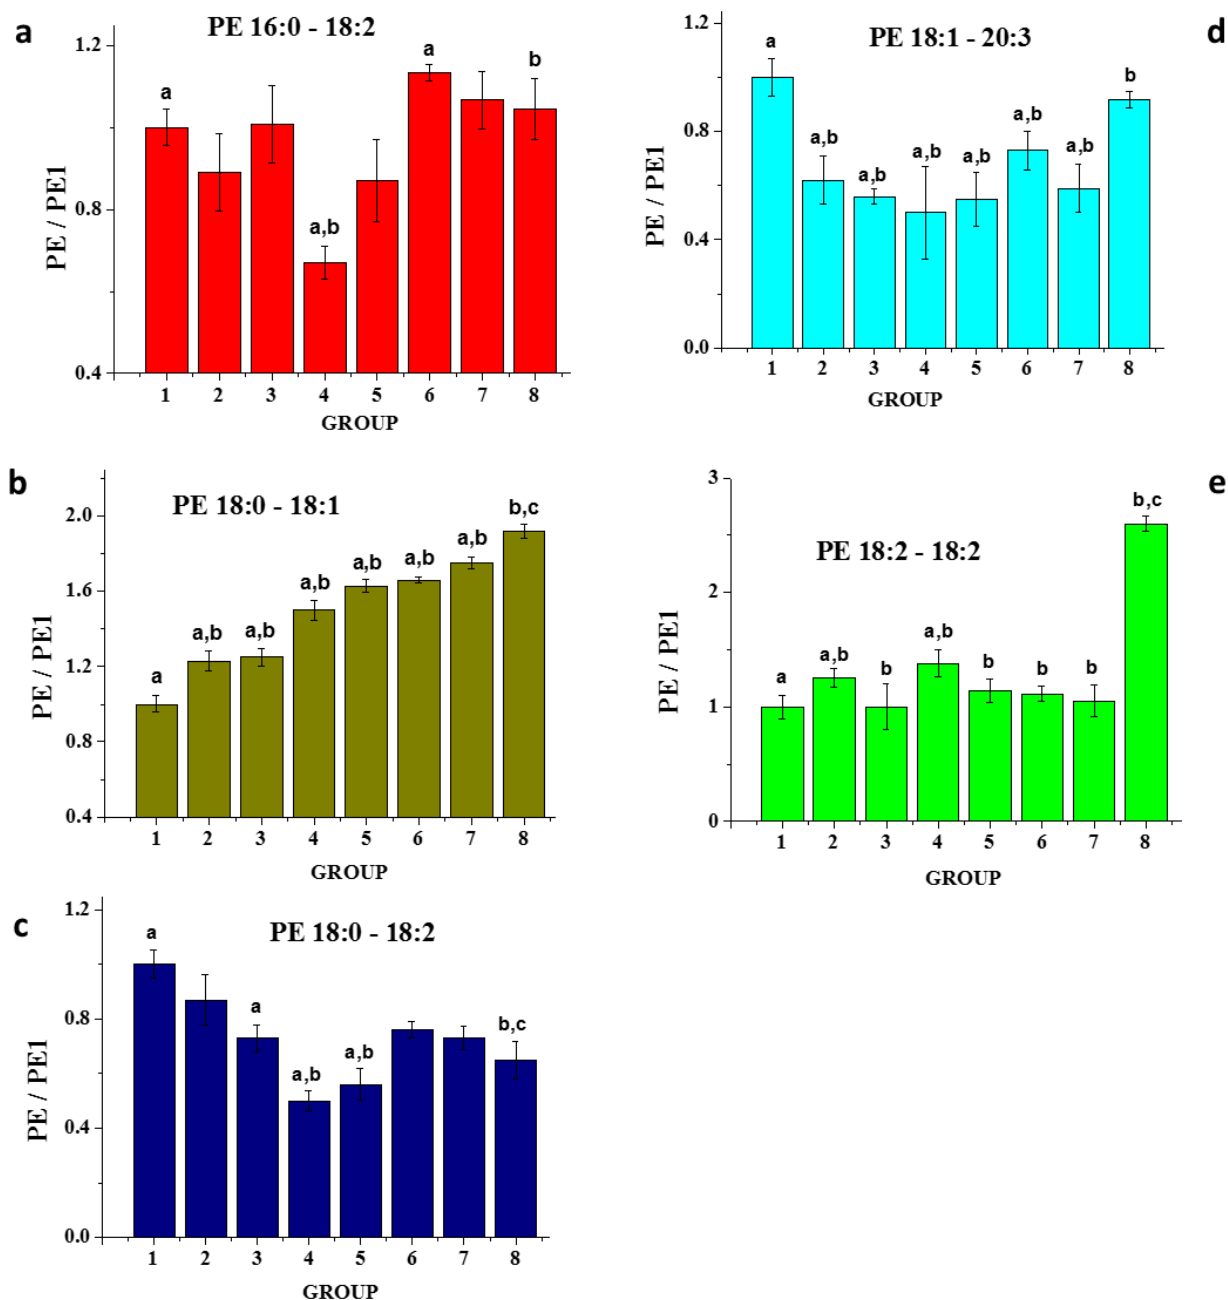 a
PE 16:0 - 18:2
1.2
0.8
0.4
PE / PE1
a
a,b
a
b
1 2 3 4 5 6 7 8
GROUP
b
PE 18:0 - 18:1
2.0
1.6
1.2
0.8
0.4
PE / PE1
a
a,b
a,b
a,b
a,b
a,b
a,b
b,c
1 2 3 4 5 6 7 8
GROUP
c
PE 18:0 - 18:2
1.2
0.8
0.4
0.0
PE / PE1
a
a
a,b
a,b
b,c
1 2 3 4 5 6 7 8
GROUP
d
PE 18:1 - 20:3
1.2
0.8
0.4
0.0
PE / PE1
a
a,b
a,b
a,b
a,b
a,b
a,b
b
1 2 3 4 5 6 7 8
GROUP
e
PE 18:2 - 18:2
3
2
1
0
PE / PE1
a
a,b
b
a,b
b
b
b
b,c
1 2 3 4 5 6 7 8
GROUP